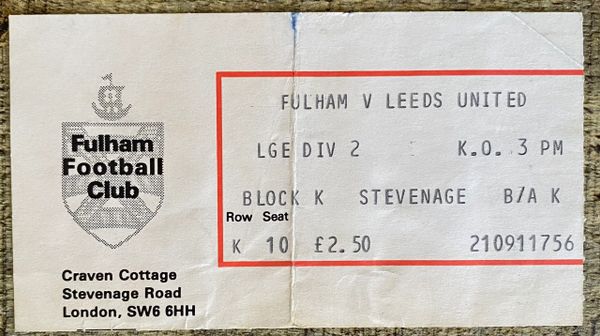 Fulham
Football
Club
Craven Cottage
Stevenage Road
London, SW6 6HH
FULHAM V LEEDS UNITED
LGE DIV 2 K.O. 3 PM
BLOCK K STEVENAGE B/A K
Row Seat
K 10 £2.50 210911756